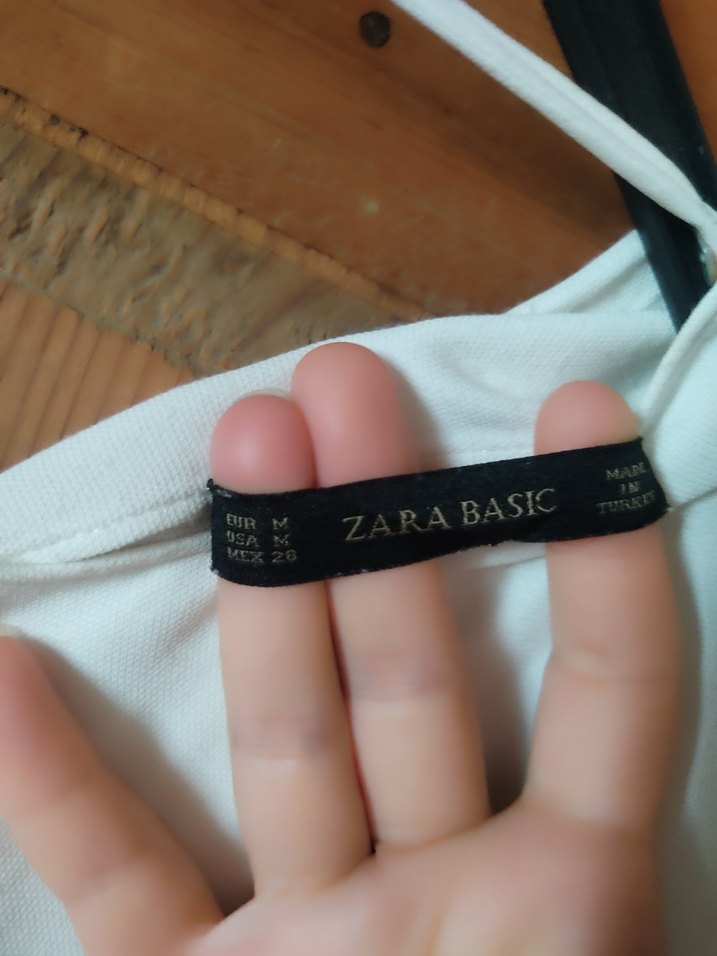 EUR M
USA M
MEX 28
ZARA BASIC
MADE
IN
TURKEY